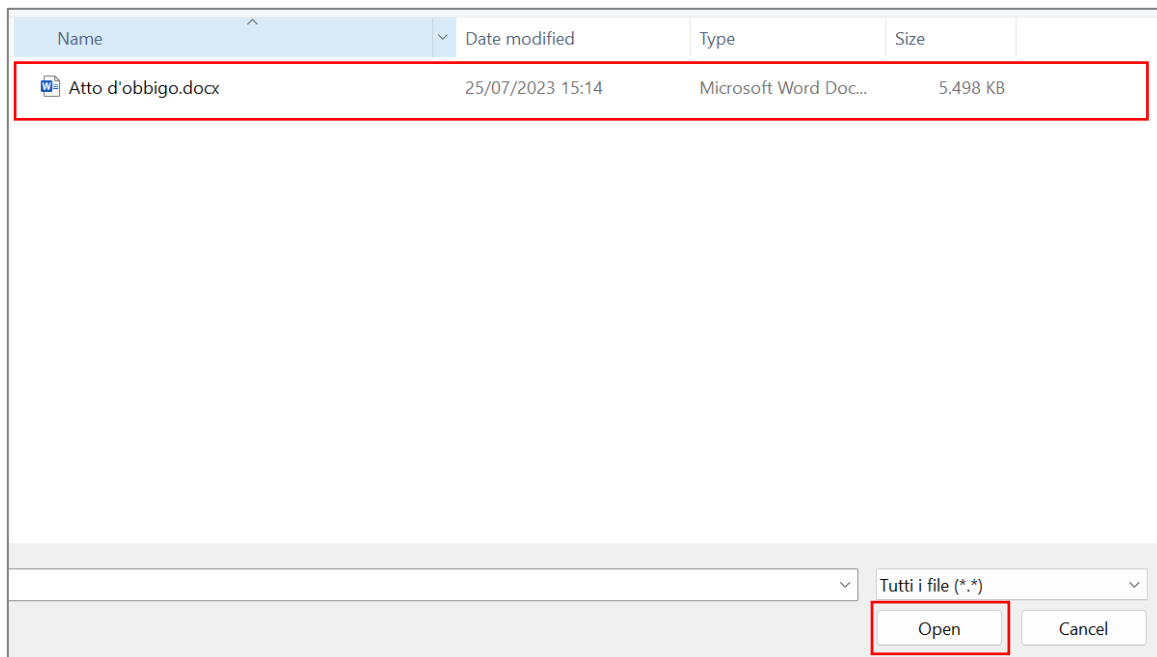 Name Date modified Type Size
Atto d'obbigo.docx 25/07/2023 15:14 Microsoft Word Doc... 5.498 KB
Tutti i file (*.*)
Open Cancel